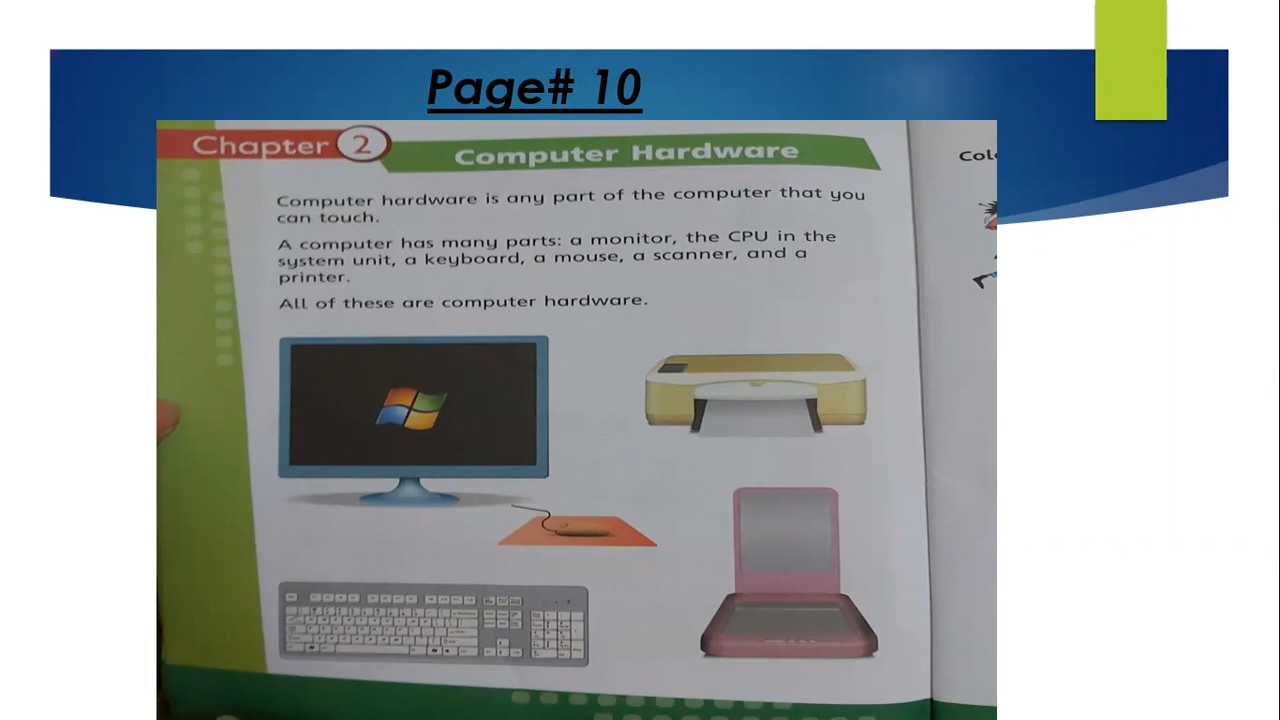 Page# 10
Chapter 2
Computer Hardware
Computer hardware is any part of the computer that you
can touch.
A computer has many parts: a monitor, the CPU in the
system unit, a keyboard, a mouse, a scanner, and a
printer.
All of these are computer hardware.